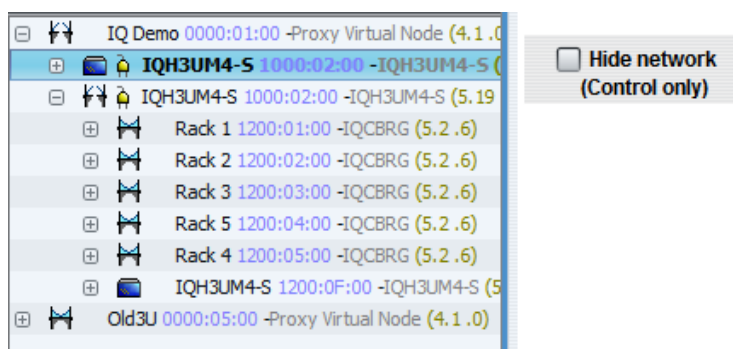 IQ Demo 0000:01:00 -Proxy Virtual Node (4.1 .0
IQH3UM4-S 1000:02:00 -IQH3UM4-S (
IQH3UM4-S 1000:02:00 -IQH3UM4-S (5.19
Rack 1 1200:01:00 -IQCBRG (5.2 .6)
Rack 2 1200:02:00 -IQCBRG (5.2 .6)
Rack 3 1200:03:00 -IQCBRG (5.2 .6)
Rack 5 1200:04:00 -IQCBRG (5.2 .6)
Rack 4 1200:05:00 -IQCBRG (5.2 .6)
IQH3UM4-S 1200:0F:00 -IQH3UM4-S (5
Old3U 0000:05:00 -Proxy Virtual Node (4.1 .0)
Hide network
(Control only)